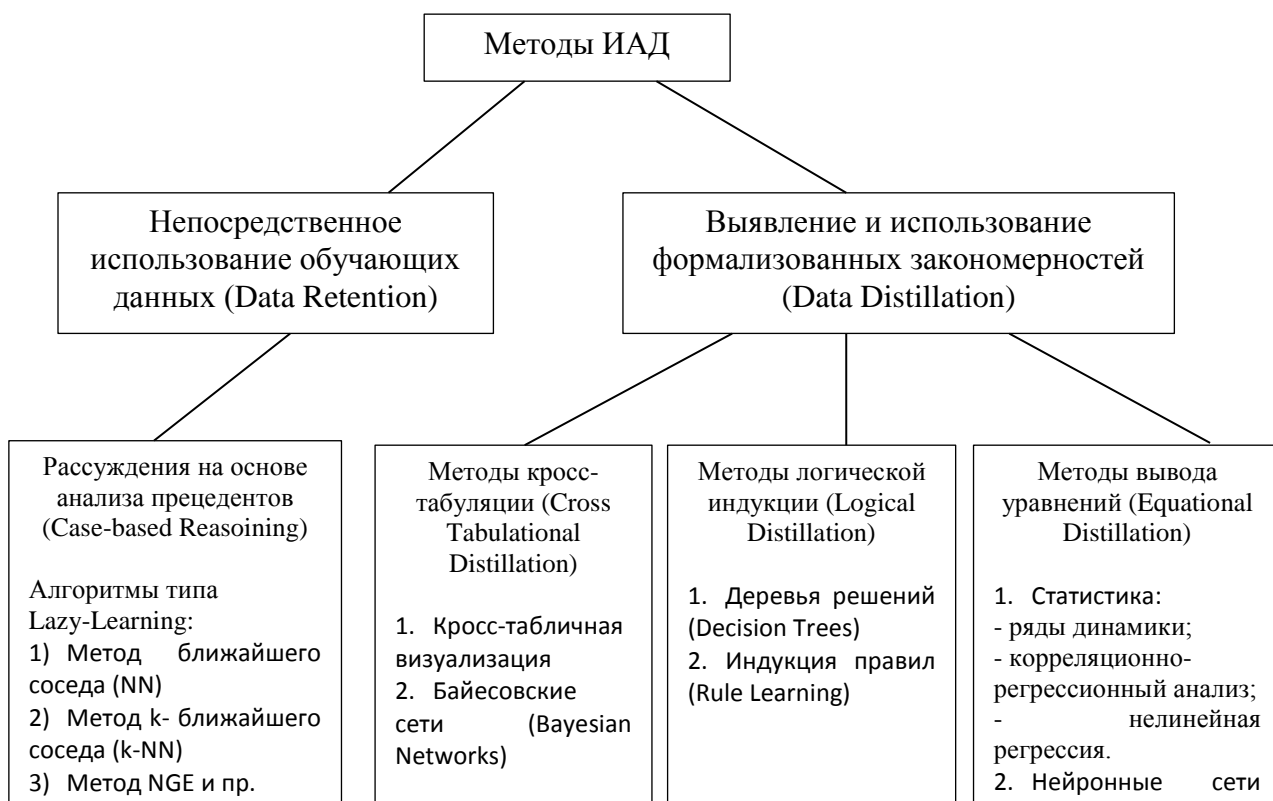 Методы ИАД
Непосредственное
использование обучающих
данных (Data Retention)
Выявление и использование
формализованных закономерностей
(Data Distillation)
Рассуждения на основе
анализа прецедентов
(Case-based Reasoining)
Алгоритмы типа
Lazy-Learning:
1) Метод ближайшего
соседа (NN)
2) Метод k- ближайшего
соседа (k-NN)
3) Метод NGE и пр.
Методы кросс-
табуляции (Cross
Tabulational
Distillation)
1. Кросс-табличная
визуализация
2. Байесовские
сети (Bayesian
Networks)
Методы логической
индукции (Logical
Distillation)
1. Деревья решений
(Decision Trees)
2. Индукция правил
(Rule Learning)
Методы вывода
уравнений (Equational
Distillation)
1. Статистика:
- ряды динамики;
- корреляционно-
регрессионный анализ;
- нелинейная
регрессия.
2. Нейронные сети